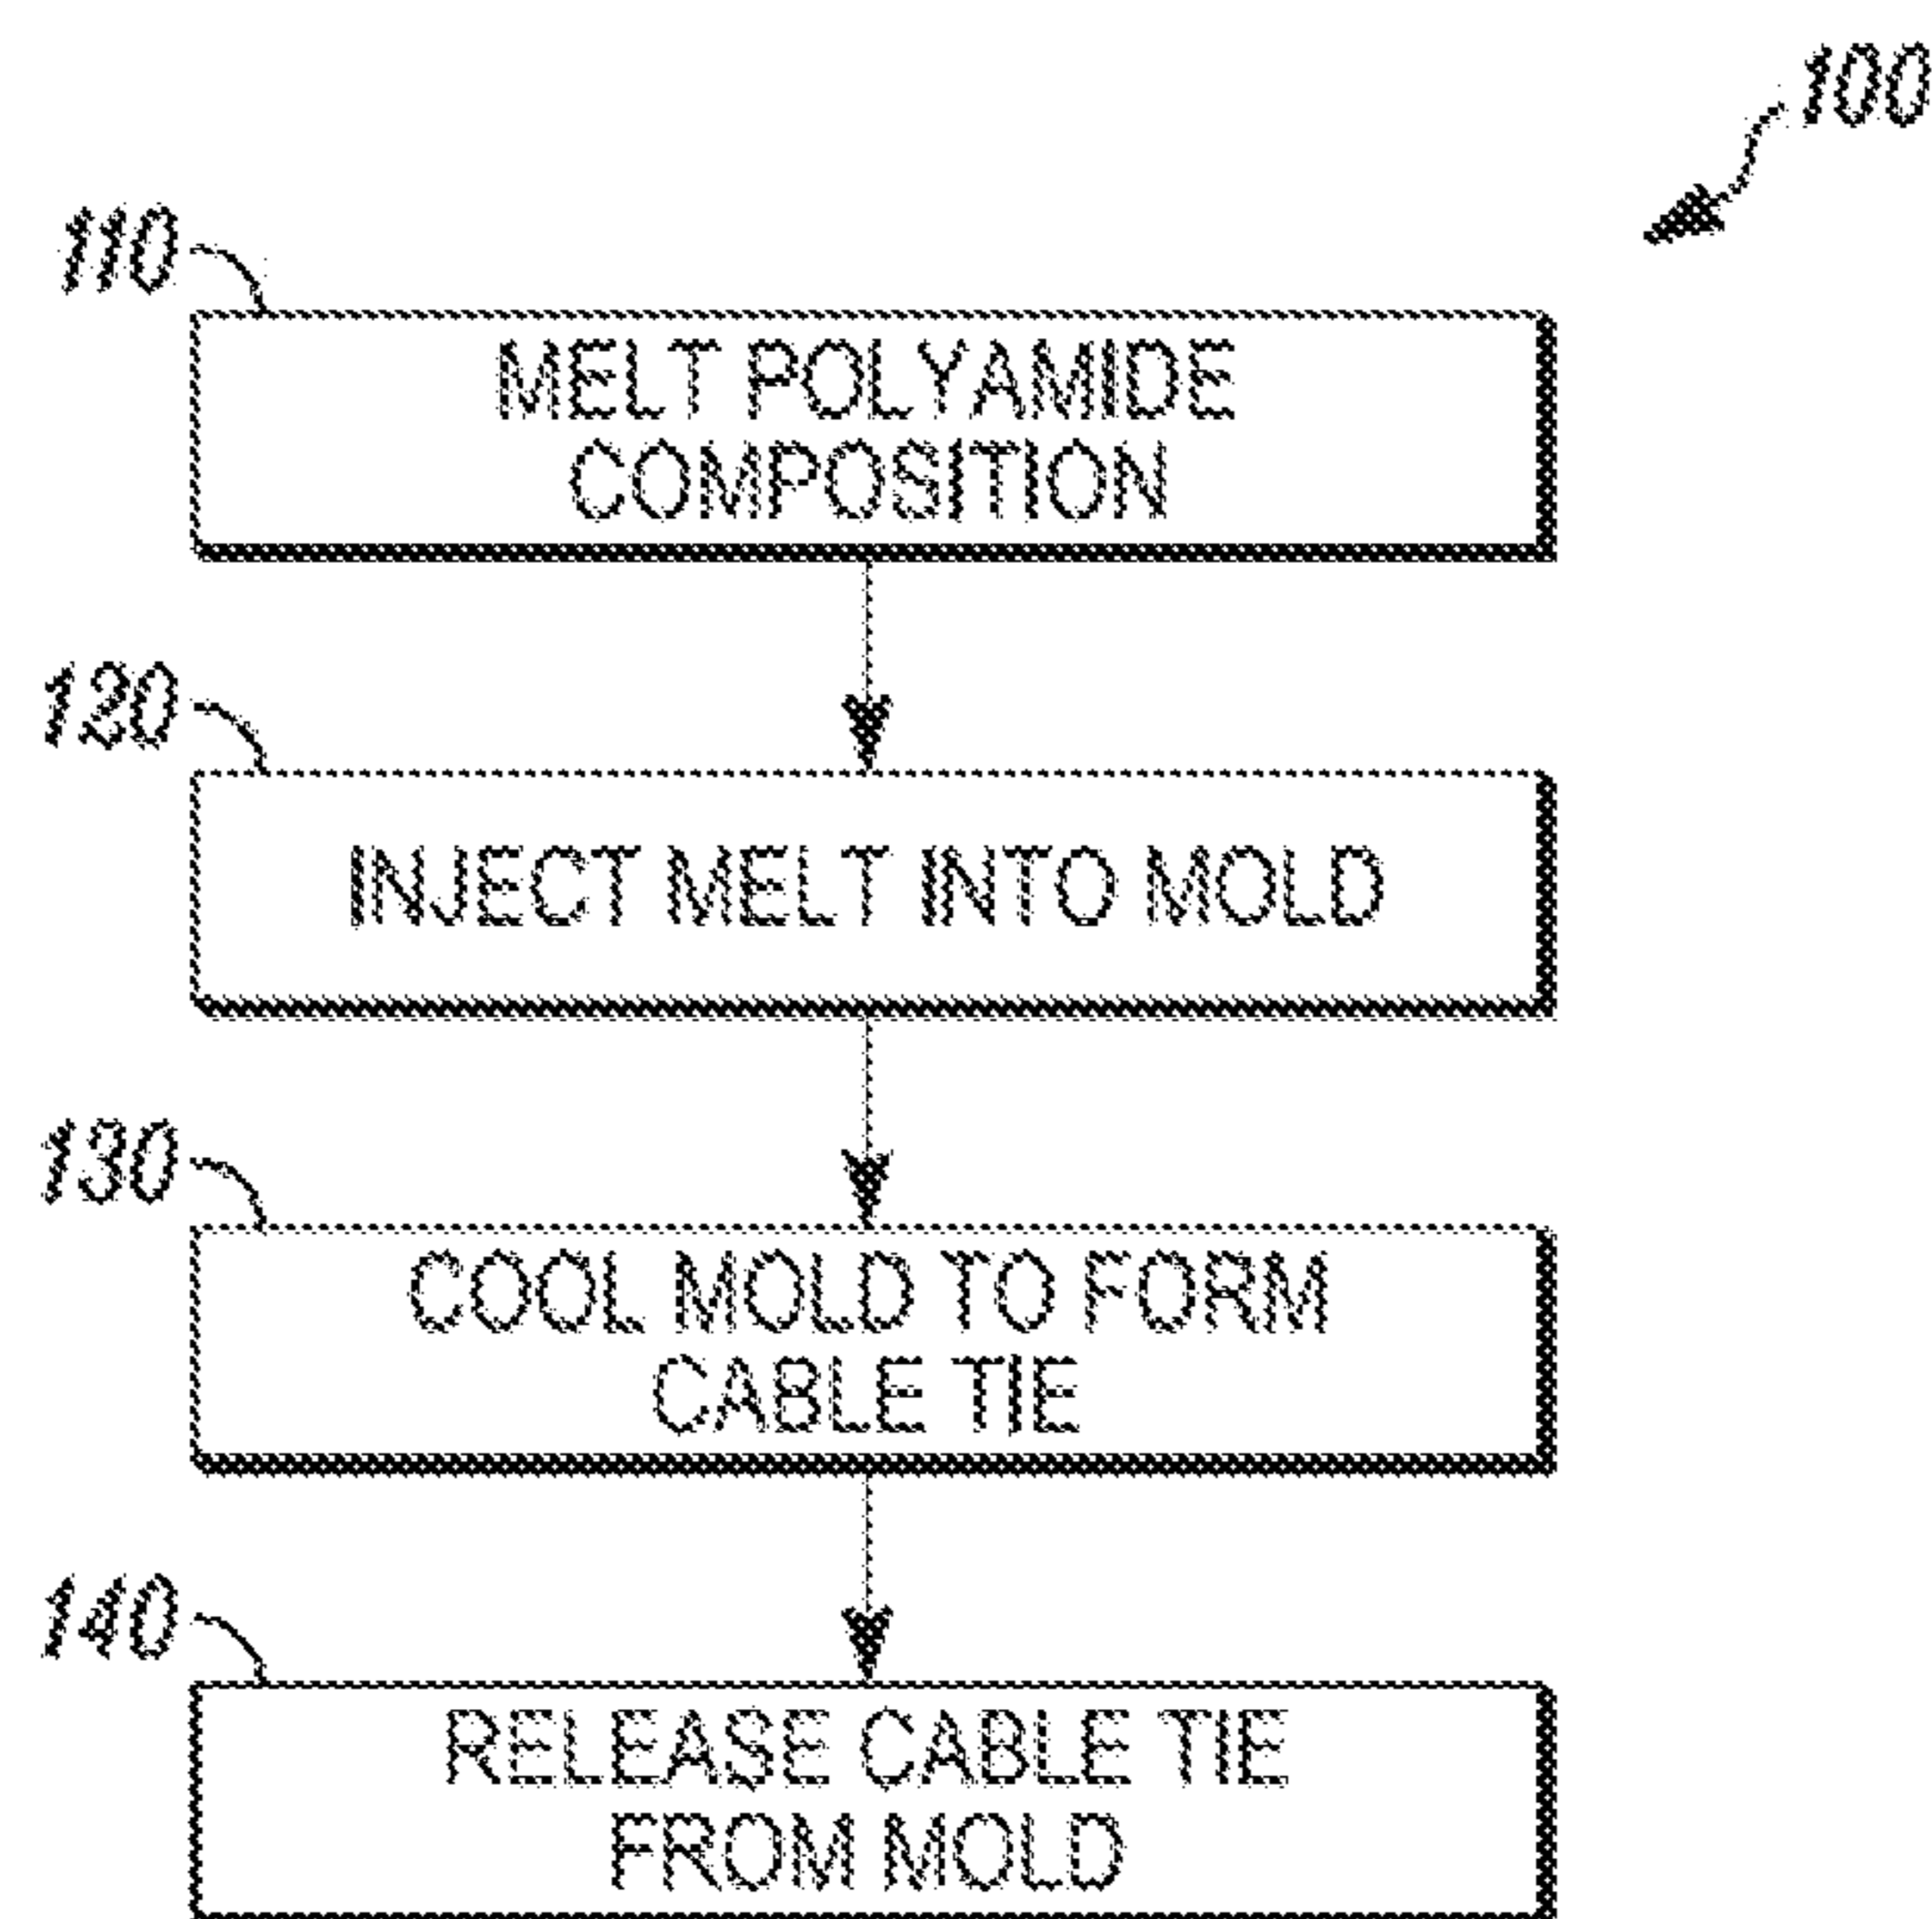 100
110
MELT POLYAMIDE
COMPOSITION
120
INJECT MELT INTO MOLD
130
COOL MOLD TO FORM
CABLE TIE
140
RELEASE CABLE TIE
FROM MOLD